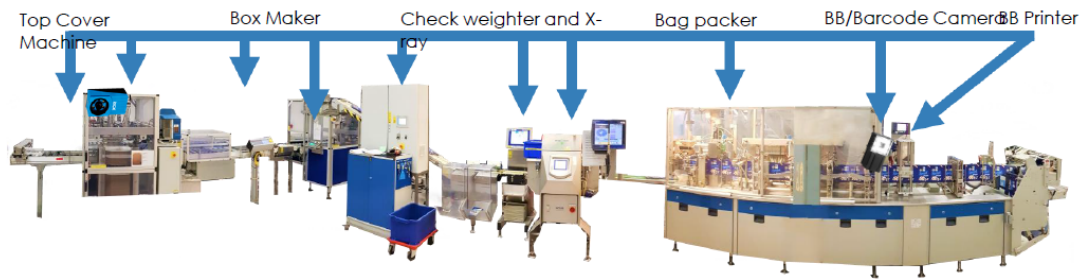 Top Cover
Machine
Box Maker
Check weighter and X-
ray
Bag packer
BB/Barcode Camera
BB Printer